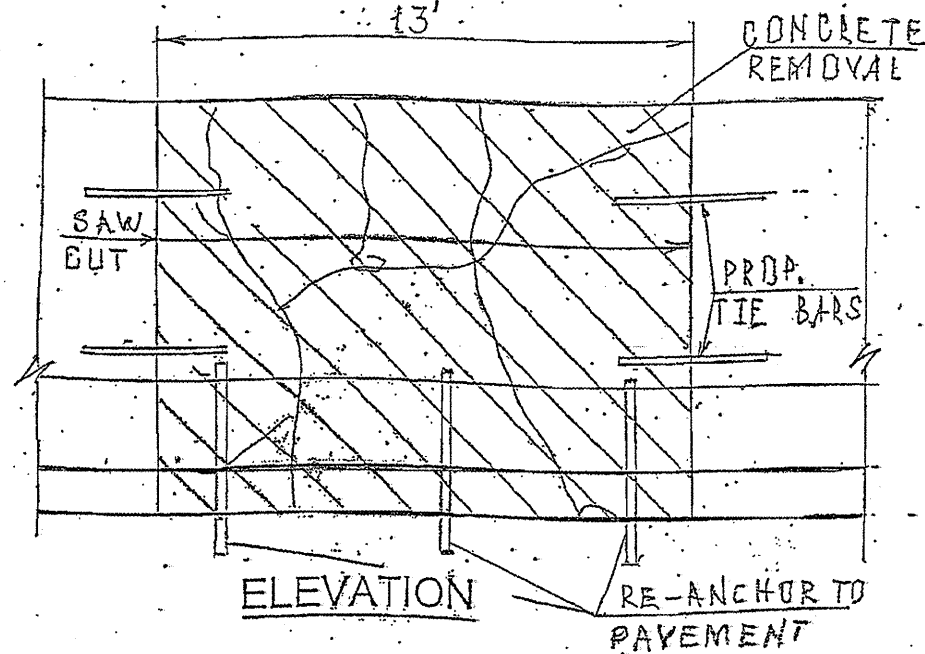 13'
CONCRETE
REMOVAL
SAW
CUT
PROP.
TIE BARS
ELEVATION
RE-ANCHOR TO
PAVEMENT